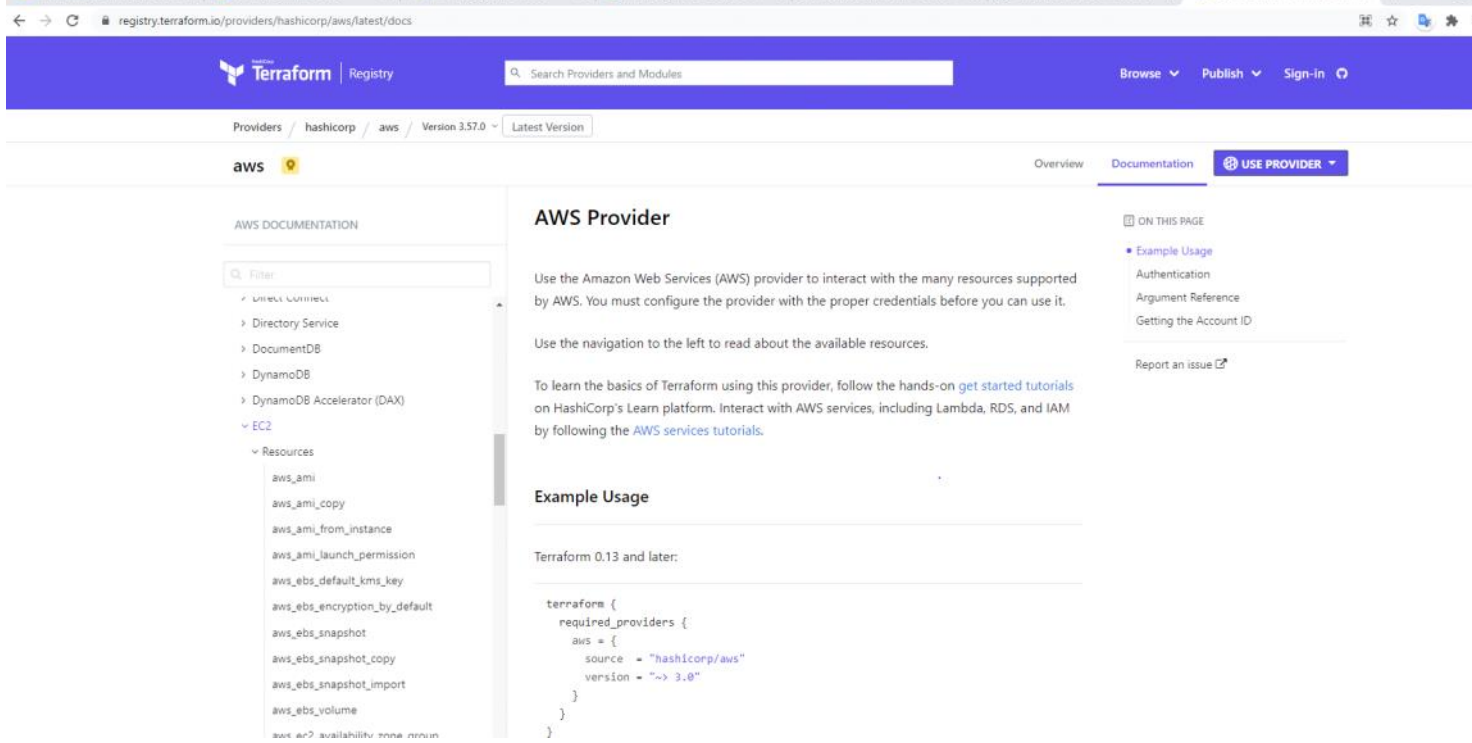 registry.terraform.io/providers/hashicorp/aws/latest/docs
HashiCorp
Terraform
Registry
Search Providers and Modules
Browse
Publish
Sign-in
Providers / hashicorp / aws / Version 3.57.0
Latest Version
aws
Overview
Documentation
USE PROVIDER
AWS DOCUMENTATION
Filter
Direct Connect
Directory Service
DocumentDB
DynamoDB
DynamoDB Accelerator (DAX)
EC2
Resources
aws_ami
aws_ami_copy
aws_ami_from_instance
aws_ami_launch_permission
aws_ebs_default_kms_key
aws_ebs_encryption_by_default
aws_ebs_snapshot
aws_ebs_snapshot_copy
aws_ebs_snapshot_import
aws_ebs_volume
aws_ec2_availability_zone_group
AWS Provider
Use the Amazon Web Services (AWS) provider to interact with the many resources supported
by AWS. You must configure the provider with the proper credentials before you can use it.
Use the navigation to the left to read about the available resources.
To learn the basics of Terraform using this provider, follow the hands-on get started tutorials
on HashiCorp's Learn platform. Interact with AWS services, including Lambda, RDS, and IAM
by following the AWS services tutorials.
Example Usage
Terraform 0.13 and later:
terraform {
required_providers {
aws = {
source = "hashicorp/aws"
version = "~> 3.0"
}
}
}
ON THIS PAGE
Example Usage
Authentication
Argument Reference
Getting the Account ID
Report an issue